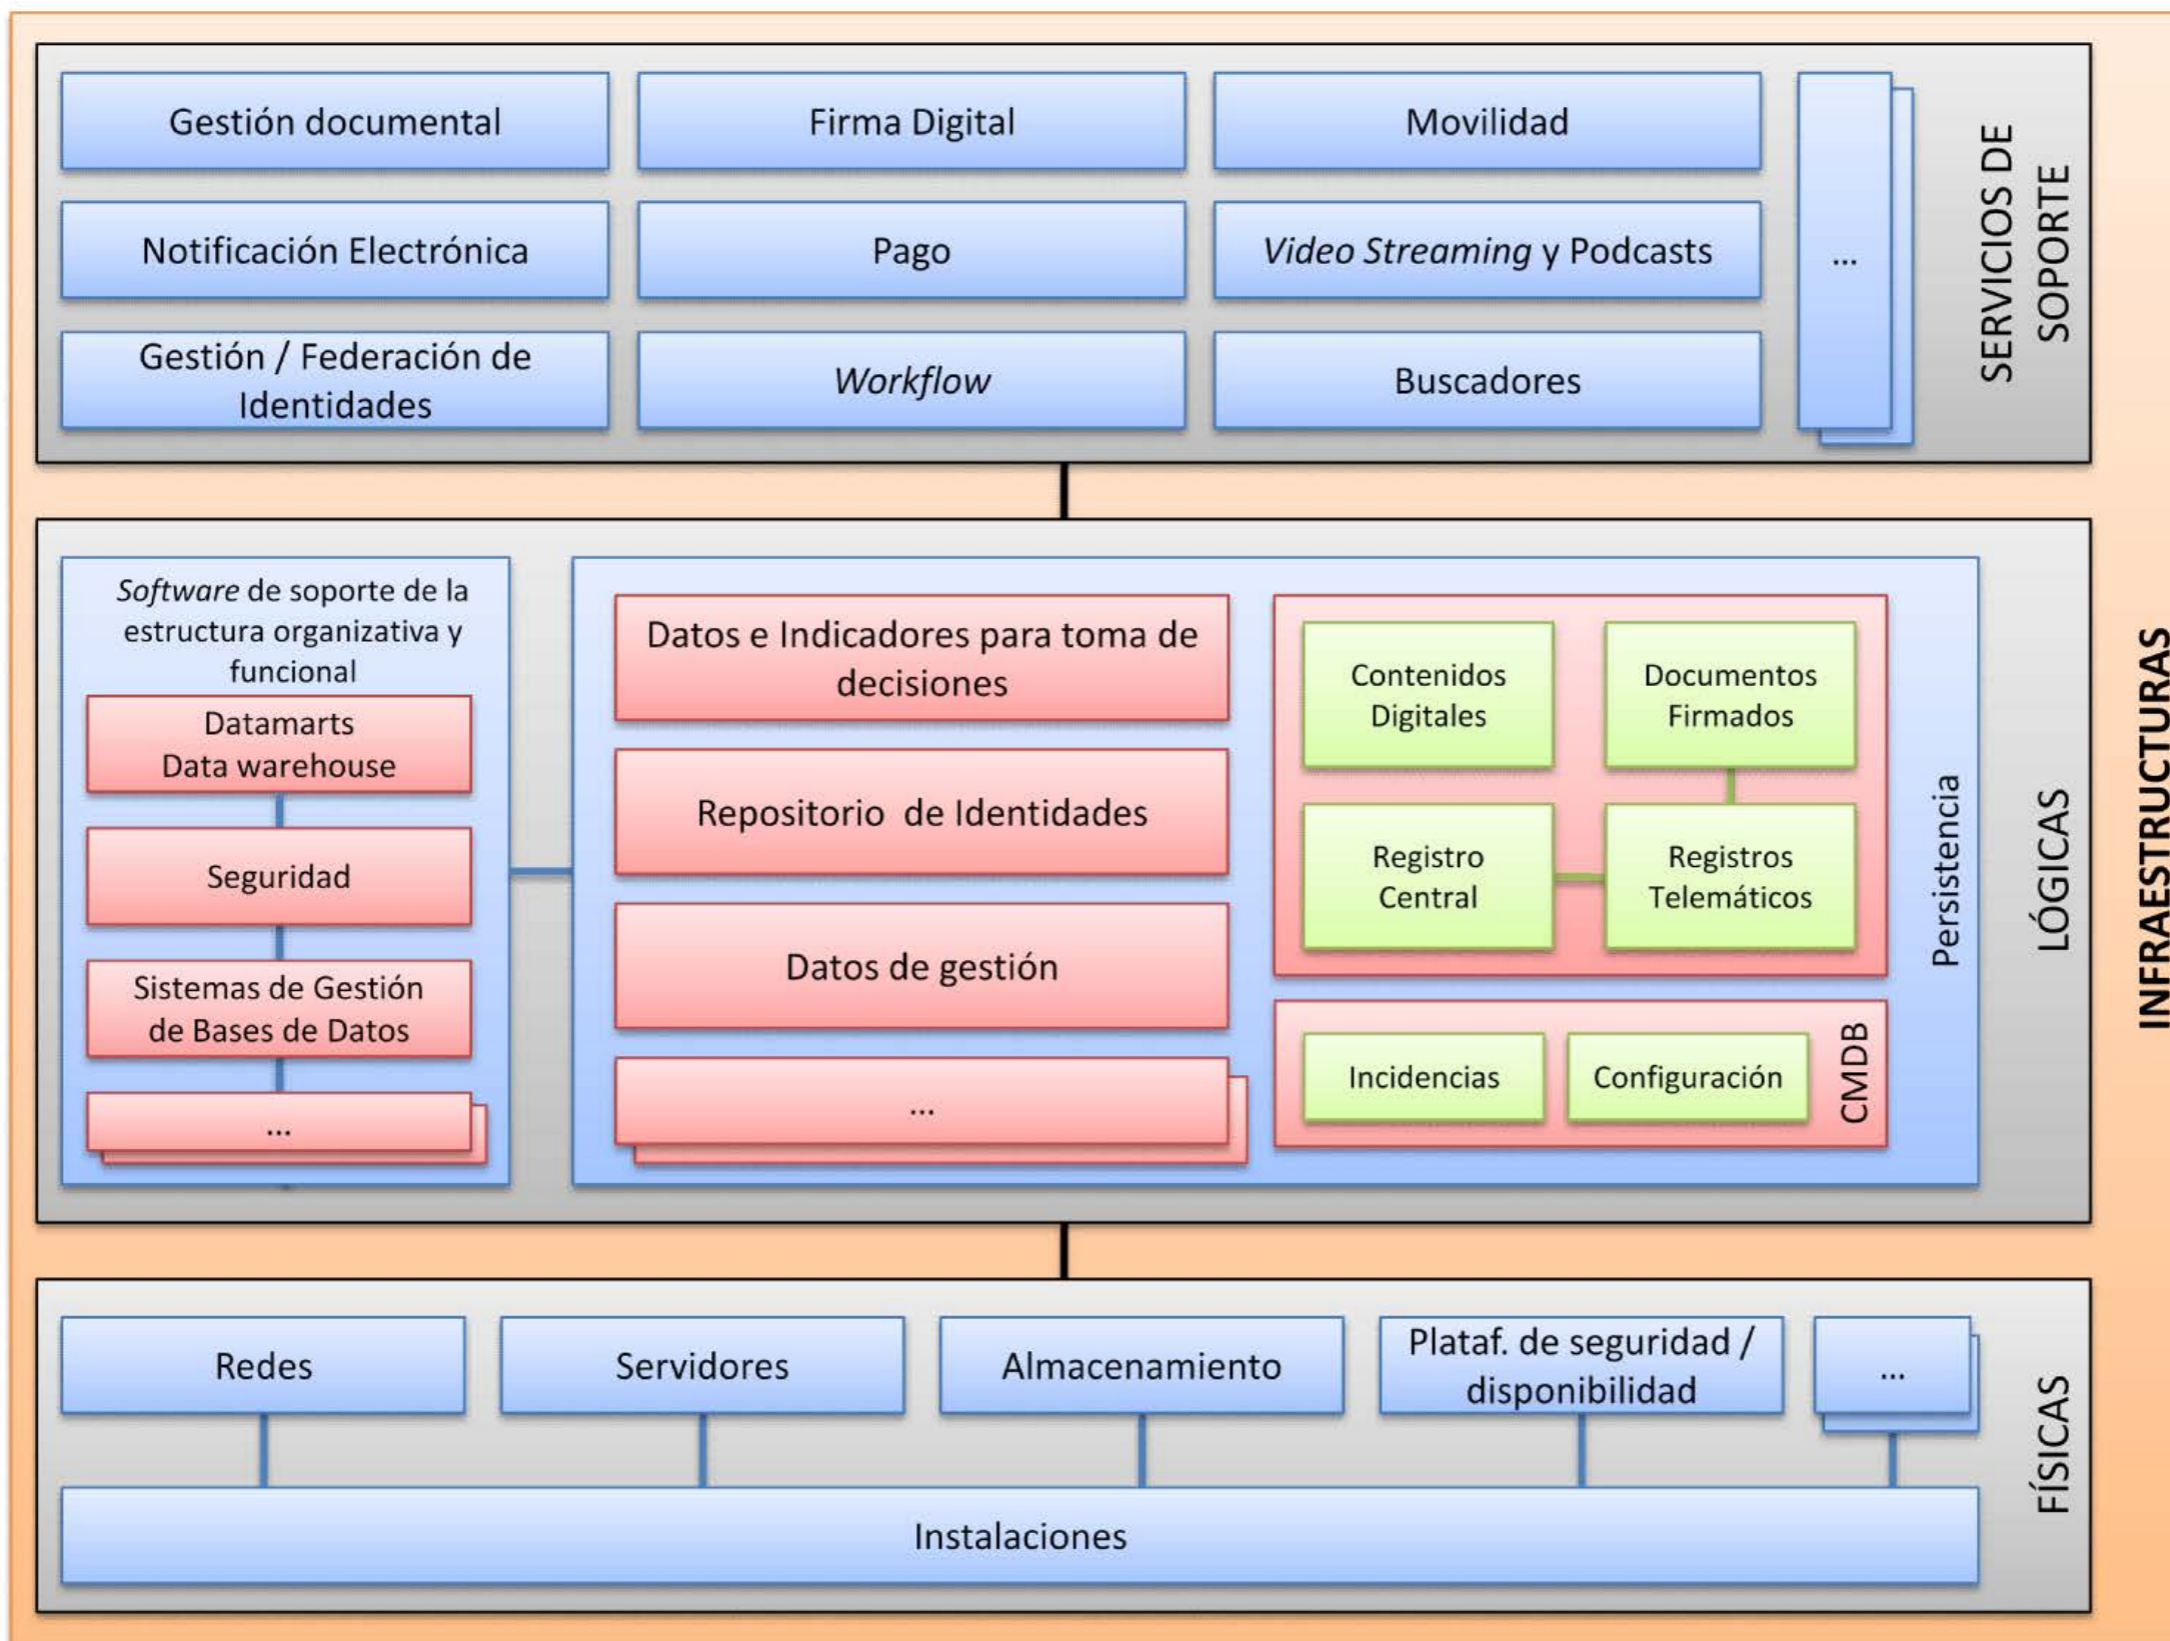 Gestión documental
Firma Digital
Movilidad
Notificación Electrónica
Pago
Video Streaming y Podcasts
...
Gestión / Federación de
Identidades
Workflow
Buscadores
SERVICIOS DE
SOPORTE
Software de soporte de la
estructura organizativa y
funcional
Datamarts
Data warehouse
Seguridad
Sistemas de Gestión
de Bases de Datos
...
Datos e Indicadores para toma de
decisiones
Repositorio de Identidades
Datos de gestión
...
Contenidos
Digitales
Documentos
Firmados
Registro
Central
Registros
Telemáticos
Incidencias
Configuración
CMDB
Persistencia
LÓGICAS
INFRAESTRUCTURAS
Redes
Servidores
Almacenamiento
Plataf. de seguridad /
disponibilidad
...
Instalaciones
FÍSICAS